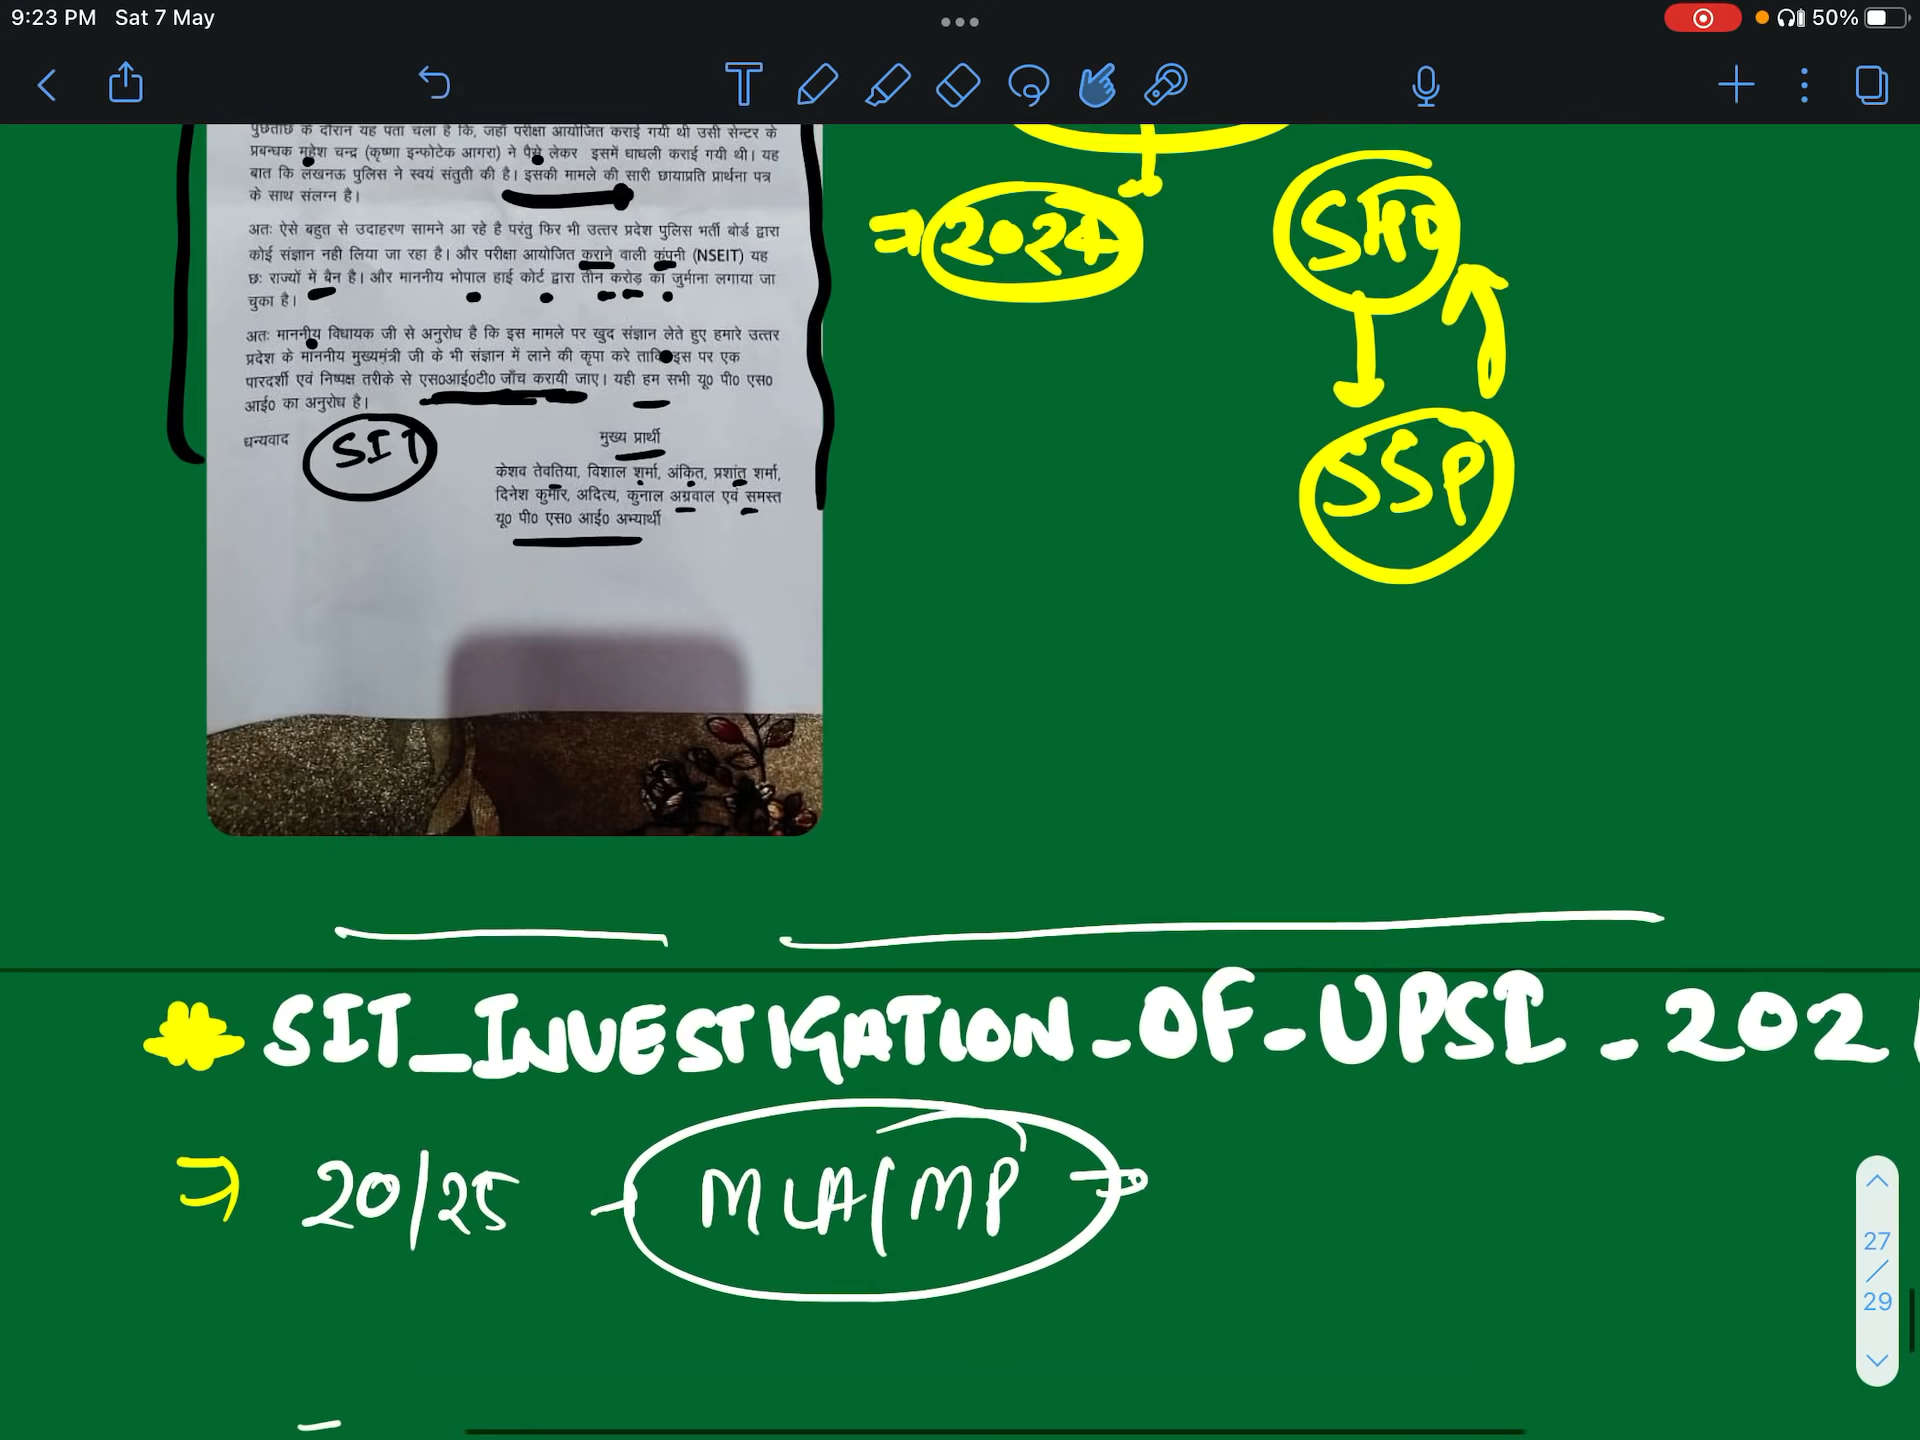 9:23 PM Sat 7 May
50%
पुछताछ के दौरान यह पता चला है कि, जहाँ परीक्षा आयोजित कराई गयी थी उसी सेन्टर के
प्रबन्धक महेश चन्द्र (कृष्णा इन्फोटेक आगरा) ने पैसे लेकर इसमें धाधली कराई गयी थी। यह
बात कि लखनऊ पुलिस ने स्वयं संतुती की है। इसकी मामले की सारी छायाप्रति प्रार्थना पत्र
के साथ संलग्न है।
अतः ऐसे बहुत से उदाहरण सामने आ रहे है परंतु फिर भी उत्तर प्रदेश पुलिस भर्ती बोर्ड द्वारा
कोई संज्ञान नही लिया जा रहा है। और परीक्षा आयोजित कराने वाली कंपनी (NSEIT) यह
छः राज्यों में बैन है। और माननीय भोपाल हाई कोर्ट द्वारा तीन करोड़ का जुर्माना लगाया जा
चुका है।
अतः माननीय विधायक जी से अनुरोध है कि इस मामले पर खुद संज्ञान लेते हुए हमारे उत्तर
प्रदेश के माननीय मुख्यमंत्री जी के भी संज्ञान में लाने की कृपा करे ताकि इस पर एक
पारदर्शी एवं निष्पक्ष तरीके से एस०आई०टी० जाँच करायी जाए। यही हम सभी यू० पी० एस०
आई० का अनुरोध है।
धन्यवाद
SIT
मुख्य प्रार्थी
केशव तेवतिया, विशाल शर्मा, अंकित, प्रशांत शर्मा,
दिनेश कुमार, अदित्य, कुनाल अग्रवाल एवं समस्त
यू० पी० एस० आई० अभ्यार्थी
⇒ 2024
SHO
SSP
# SIT_INVESTIGATION_OF_UPSI_202
⇒ 20/25 - MLA/MP
27
/
29